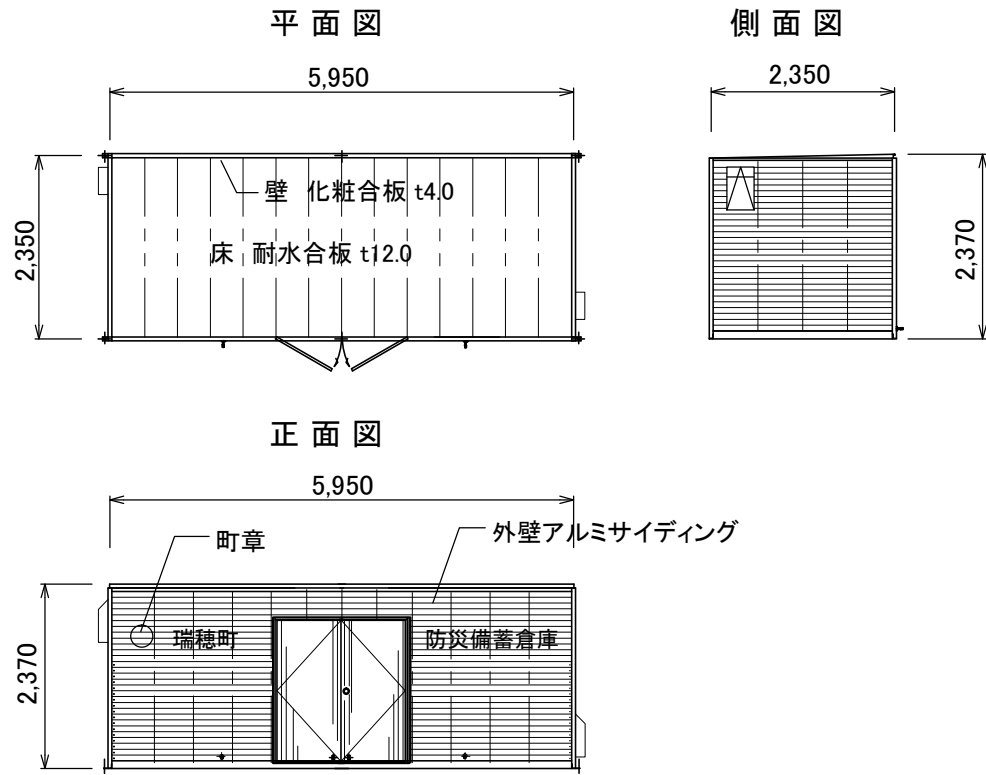 平面図
側面図
5,950
2,350
壁 化粧合板 t4.0
床 耐水合板 t12.0
2,350
2,370
正面図
5,950
町章
外壁アルミサイディング
瑞穂町
防災備蓄倉庫
2,370